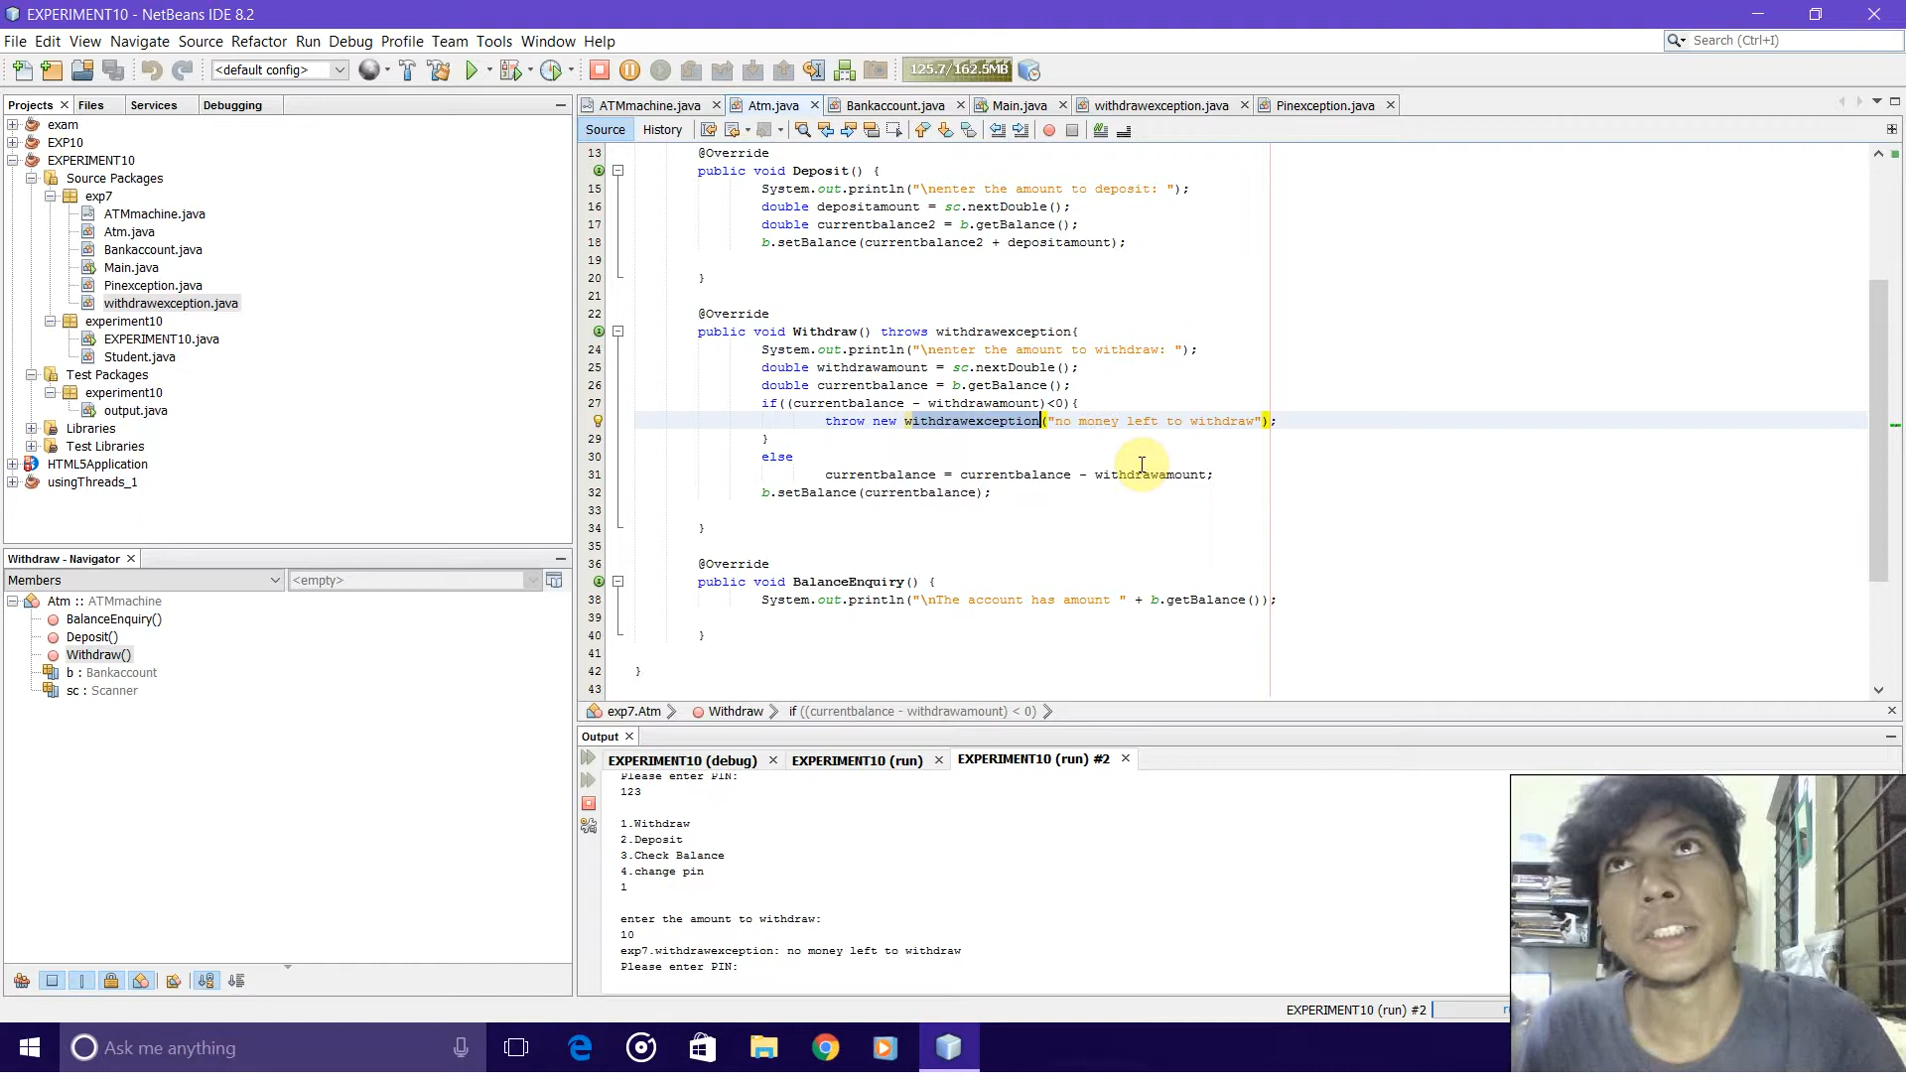 EXPERIMENT10 - NetBeans IDE 8.2
File Edit View Navigate Source Refactor Run Debug Profile Team Tools Window Help
Search (Ctrl+I)
<default config>
125.7/162.5MB
Projects Files Services Debugging
exam
EXP10
EXPERIMENT10
Source Packages
exp7
ATMmachine.java
Atm.java
Bankaccount.java
Main.java
Pinexception.java
withdrawexception.java
experiment10
EXPERIMENT10.java
Student.java
Test Packages
experiment10
output.java
Libraries
Test Libraries
HTML5Application
usingThreads_1
Withdraw - Navigator
Members
<empty>
Atm :: ATMmachine
BalanceEnquiry()
Deposit()
Withdraw()
b : Bankaccount
sc : Scanner
ATMmachine.java Atm.java Bankaccount.java Main.java withdrawexception.java Pinexception.java
Source History
13 @Override
public void Deposit() {
15 System.out.println("\nenter the amount to deposit: ");
16 double depositamount = sc.nextDouble();
17 double currentbalance2 = b.getBalance();
18 b.setBalance(currentbalance2 + depositamount);
19
20 }
21
22 @Override
public void Withdraw() throws withdrawexception{
24 System.out.println("\nenter the amount to withdraw: ");
25 double withdrawamount = sc.nextDouble();
26 double currentbalance = b.getBalance();
27 if((currentbalance - withdrawamount)<0){
throw new withdrawexception("no money left to withdraw");
29 }
30 else
31 currentbalance = currentbalance - withdrawamount;
32 b.setBalance(currentbalance);
33
34 }
35
36 @Override
public void BalanceEnquiry() {
38 System.out.println("\nThe account has amount " + b.getBalance());
39
40 }
41
42 }
43
exp7.Atm Withdraw if ((currentbalance - withdrawamount) < 0)
Output
EXPERIMENT10 (debug) EXPERIMENT10 (run) EXPERIMENT10 (run) #2
Please enter PIN:
123
1.Withdraw
2.Deposit
3.Check Balance
4.change pin
1
enter the amount to withdraw:
10
exp7.withdrawexception: no money left to withdraw
Please enter PIN:
EXPERIMENT10 (run) #2
Ask me anything